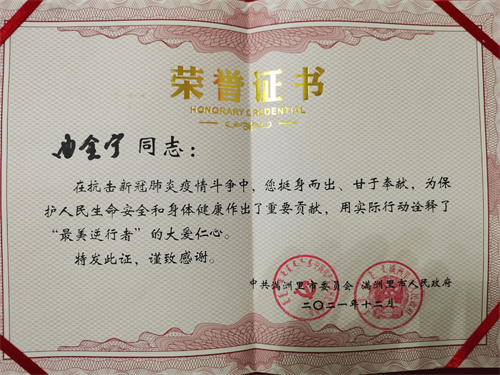 荣誉证书
HONORARY CREDENTIAL
由全宁 同志：
在抗击新冠肺炎疫情斗争中，您挺身而出、甘于奉献，为保
护人民生命安全和身体健康作出了重要贡献，用实际行动诠释了
“最美逆行者”的大爱仁心。
特发此证，谨致感谢。
中共满洲里市委员会 满洲里市人民政府
二〇二一年十二月